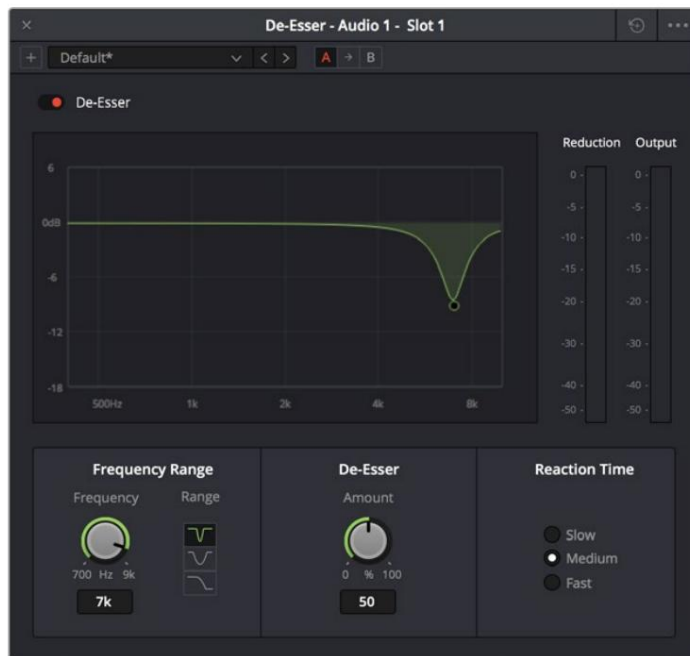 De-Esser - Audio 1 - Slot 1
Default*
A
B
De-Esser
Reduction Output
6
0dB
-6
-12
-18
500Hz 1k 2k 4k 8k
0 -
-5 -
-10 -
-15 -
-20 -
-30 -
-40 -
-50 -
0 -
-5 -
-10 -
-15 -
-20 -
-30 -
-40 -
-50 -
Frequency Range
Frequency Range
700 Hz 9k
7k
De-Esser
Amount
0 % 100
50
Reaction Time
Slow
Medium
Fast